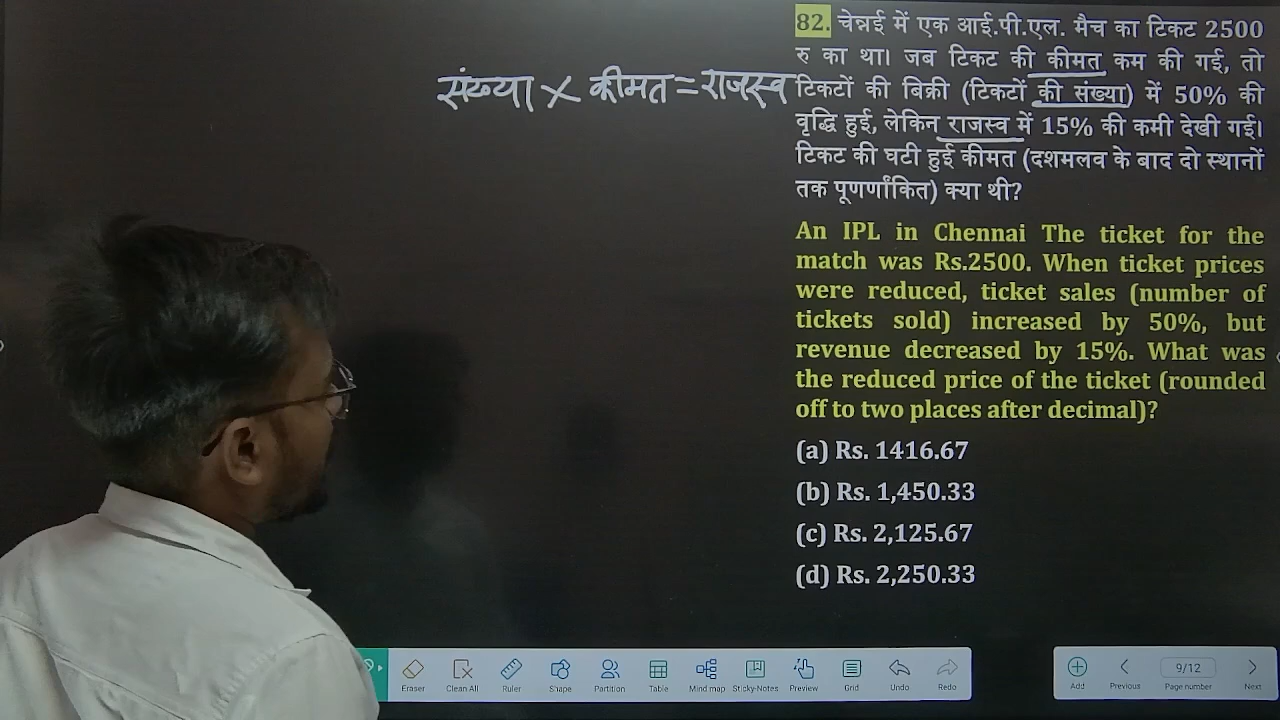 82. चेन्नई में एक आई.पी.एल. मैच का टिकट 2500
रु का था। जब टिकट की कीमत कम की गई, तो
संख्या × कीमत = राजस्व
टिकटों की बिक्री (टिकटों की संख्या) में 50% की
वृद्धि हुई, लेकिन राजस्व में 15% की कमी देखी गई।
टिकट की घटी हुई कीमत (दशमलव के बाद दो स्थानों
तक पूणर्णांकित) क्या थी?
An IPL in Chennai The ticket for the
match was Rs.2500. When ticket prices
were reduced, ticket sales (number of
tickets sold) increased by 50%, but
revenue decreased by 15%. What was
the reduced price of the ticket (rounded
off to two places after decimal)?
(a) Rs. 1416.67
(b) Rs. 1,450.33
(c) Rs. 2,125.67
(d) Rs. 2,250.33
Eraser Clean All Ruler Shape Partition Table Mind map Sticky-Notes Preview Grid Undo Redo
Add Previous 9/12 Page number Next